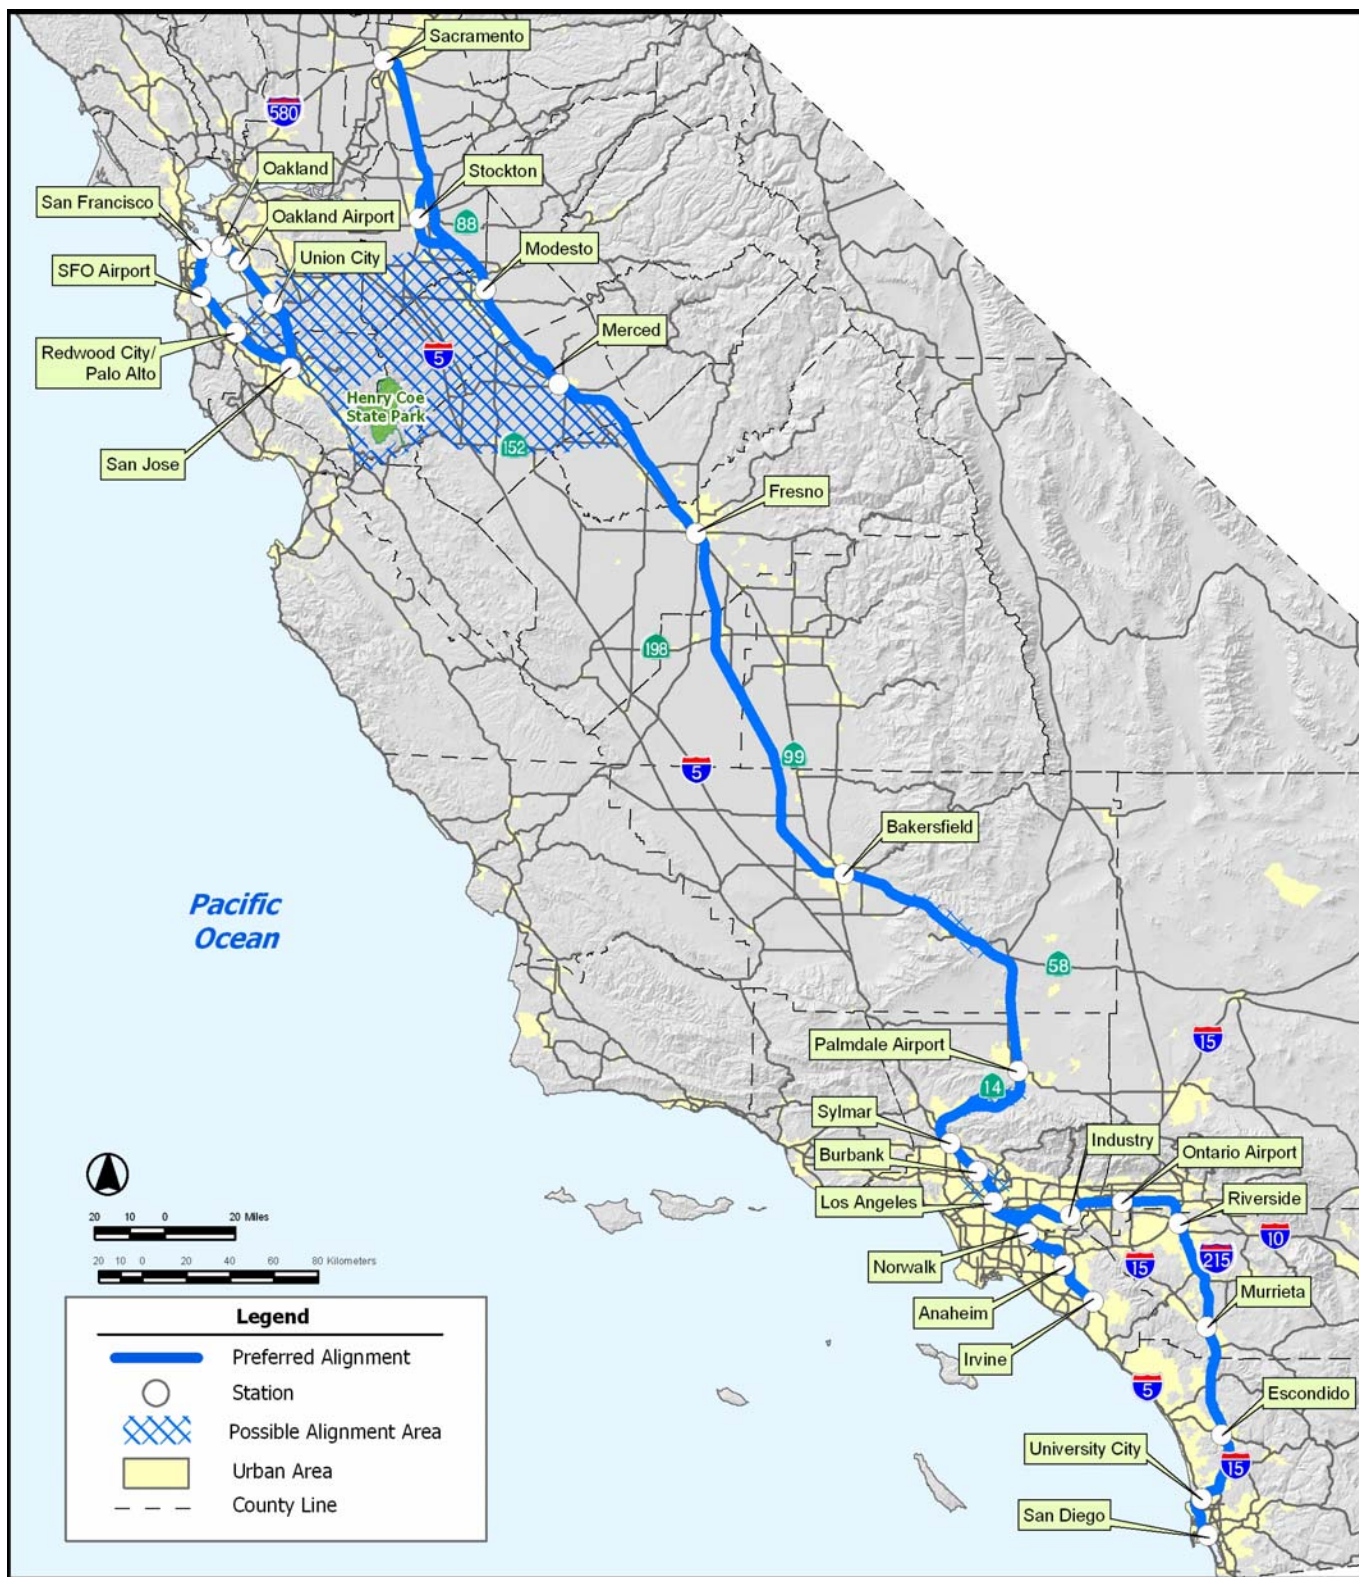 Sacramento
580
Oakland
Stockton
San Francisco
Oakland Airport
88
Modesto
Union City
SFO Airport
Merced
Redwood City/
Palo Alto
5
Henry Coe
State Park
152
San Jose
Fresno
198
99
5
Bakersfield
Pacific
Ocean
58
15
Palmdale Airport
14
Sylmar
Industry
Burbank
Ontario Airport
Los Angeles
Riverside
10
Norwalk
15
215
Anaheim
Murrieta
Irvine
5
Escondido
University City
15
San Diego
20 10 0 20 Miles
20 10 0 20 40 60 80 Kilometers
Legend
Preferred Alignment
Station
Possible Alignment Area
Urban Area
County Line